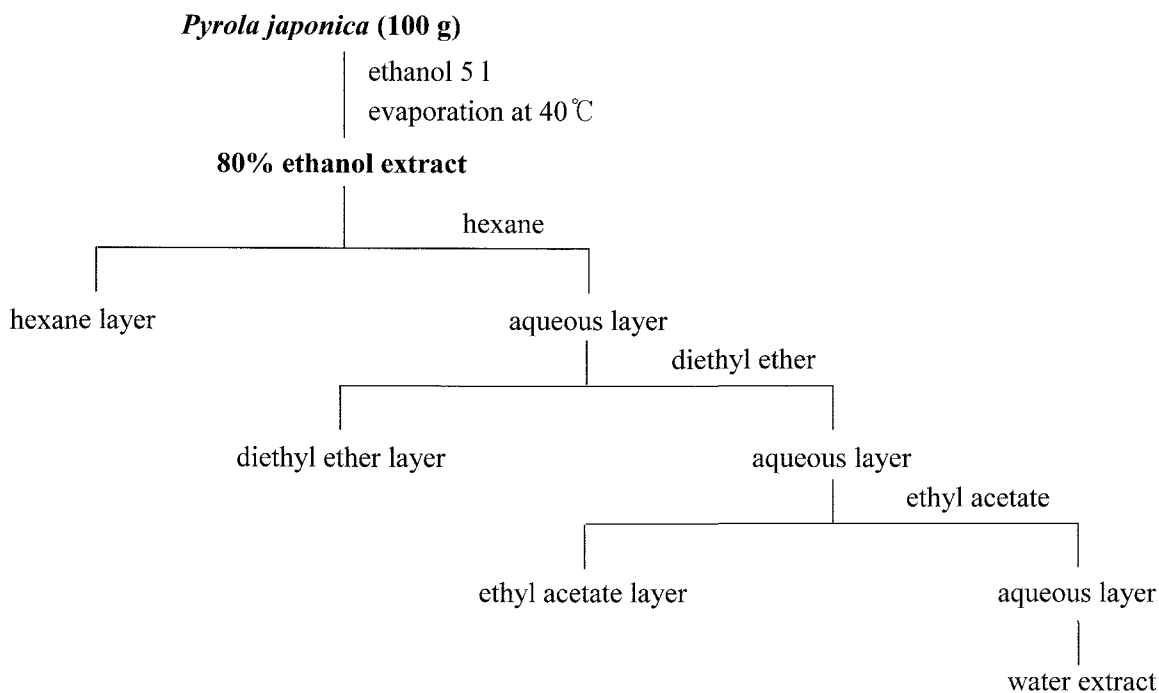 Pyrola japonica (100 g)
ethanol 5 l
evaporation at 40℃
80% ethanol extract
hexane
hexane layer
aqueous layer
diethyl ether
diethyl ether layer
aqueous layer
ethyl acetate
ethyl acetate layer
aqueous layer
water extract